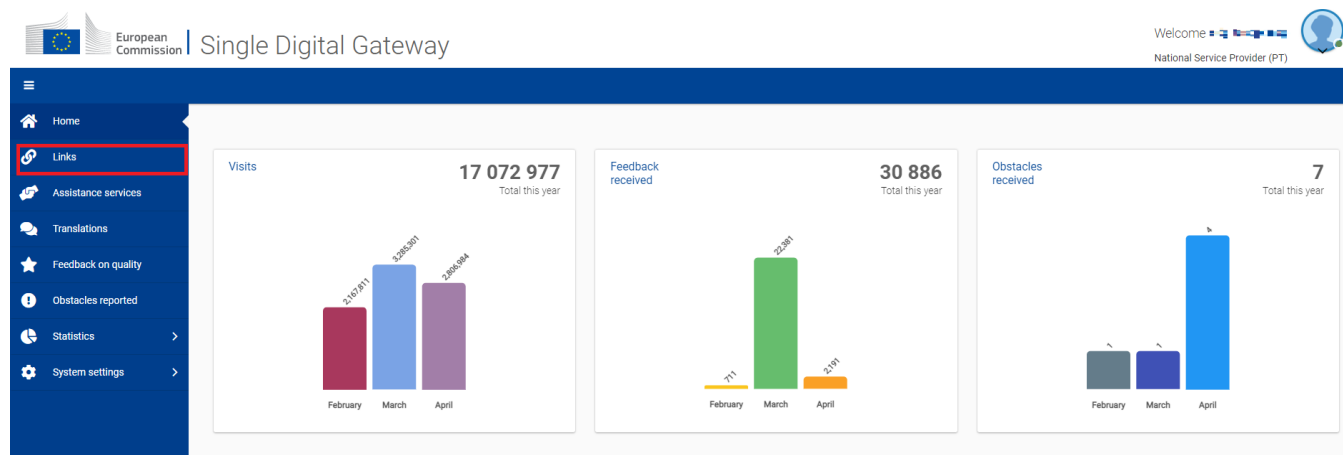 European
Commission
Single Digital Gateway
Welcome
National Service Provider (PT)
Home
Links
Assistance services
Translations
Feedback on quality
Obstacles reported
Statistics
System settings
Visits
17 072 977
Total this year
2,167,811
3,285,301
2,806,984
February March April
Feedback
received
30 886
Total this year
711
22,381
2,191
February March April
Obstacles
received
7
Total this year
1
1
4
February March April